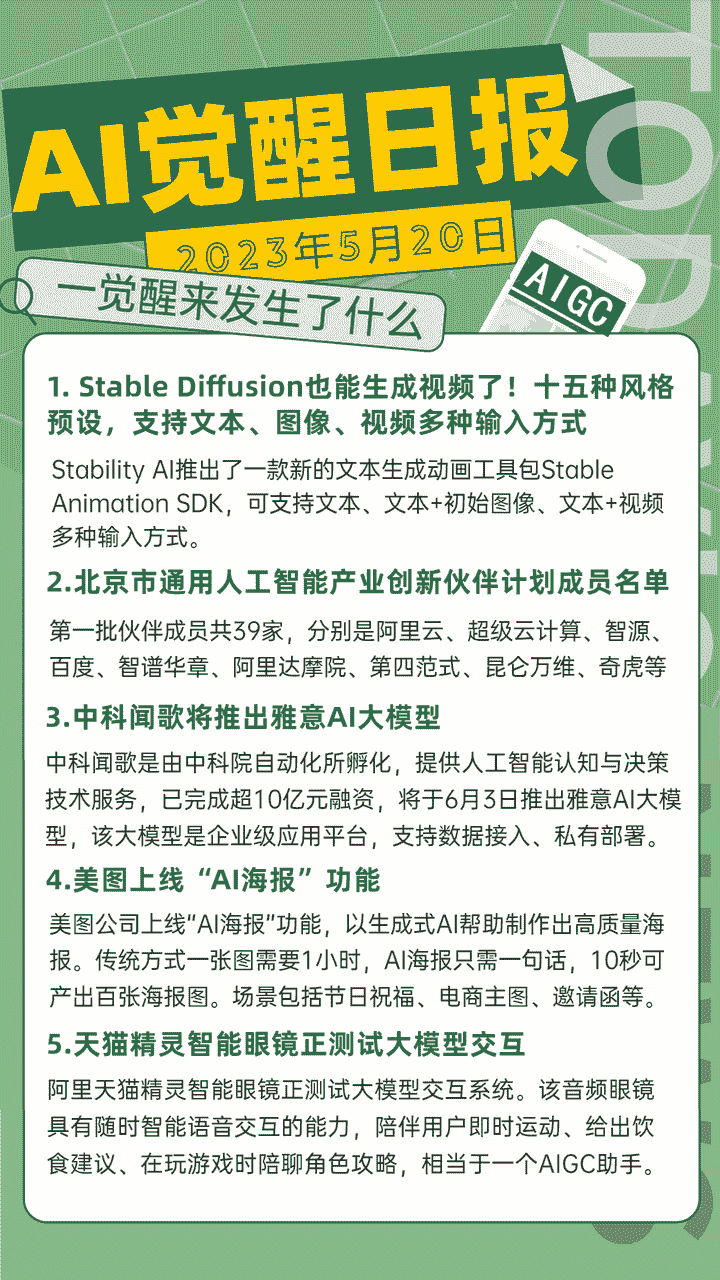 AI觉醒日报
2023年5月20日
一觉醒来发生了什么
AIGC
1. Stable Diffusion也能生成视频了！十五种风格
预设，支持文本、图像、视频多种输入方式
Stability AI推出了一款新的文本生成动画工具包Stable
Animation SDK，可支持文本、文本+初始图像、文本+视频
多种输入方式。
2.北京市通用人工智能产业创新伙伴计划成员名单
第一批伙伴成员共39家，分别是阿里云、超级云计算、智源、
百度、智谱华章、阿里达摩院、第四范式、昆仑万维、奇虎等
3.中科闻歌将推出雅意AI大模型
中科闻歌是由中科院自动化所孵化，提供人工智能认知与决策
技术服务，已完成超10亿元融资，将于6月3日推出雅意AI大模
型，该大模型是企业级应用平台，支持数据接入、私有部署。
4.美图上线“AI海报”功能
美图公司上线“AI海报”功能，以生成式AI帮助制作出高质量海
报。传统方式一张图需要1小时，AI海报只需一句话，10秒可
产出百张海报图。场景包括节日祝福、电商主图、邀请函等。
5.天猫精灵智能眼镜正测试大模型交互
阿里天猫精灵智能眼镜正测试大模型交互系统。该音频眼镜
具有随时智能语音交互的能力，陪伴用户即时运动、给出饮
食建议、在玩游戏时陪聊角色攻略，相当于一个AIGC助手。